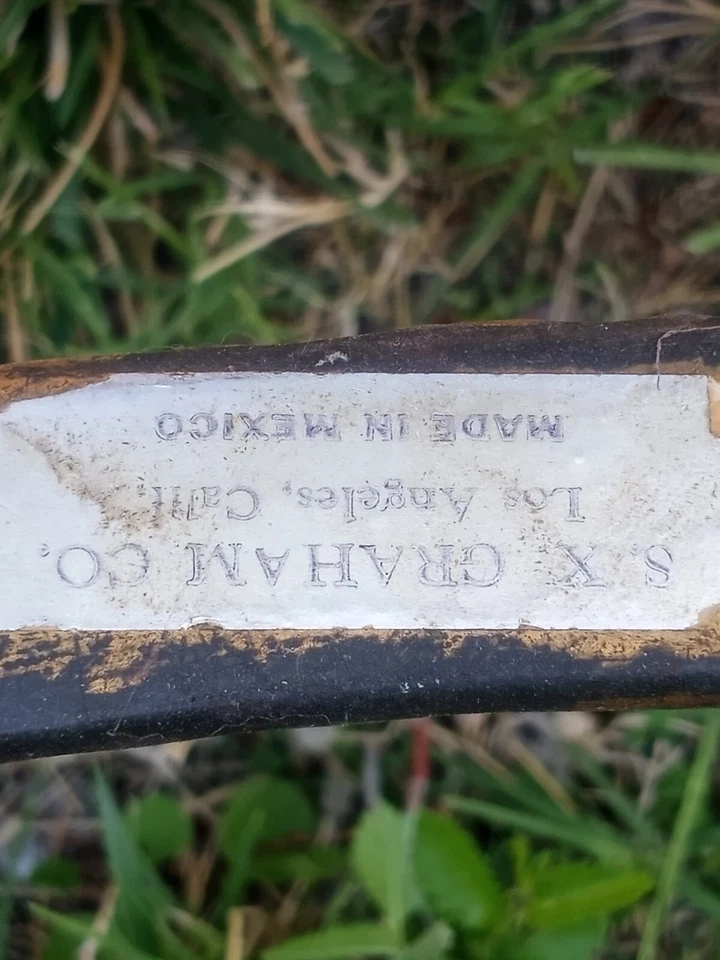 S. X. GRAHAM CO.
Los Angeles, Calif.
MADE IN MEXICO